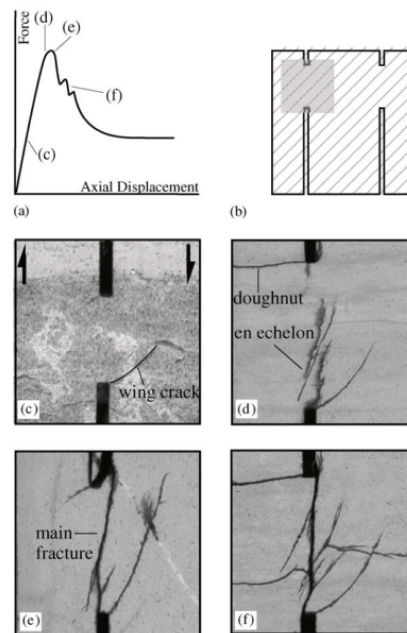 Force
(d)
(e)
(f)
(c)
Axial Displacement
(a)
(b)
wing crack
(c)
doughnut
en echelon
(d)
main
fracture
(e)
(f)